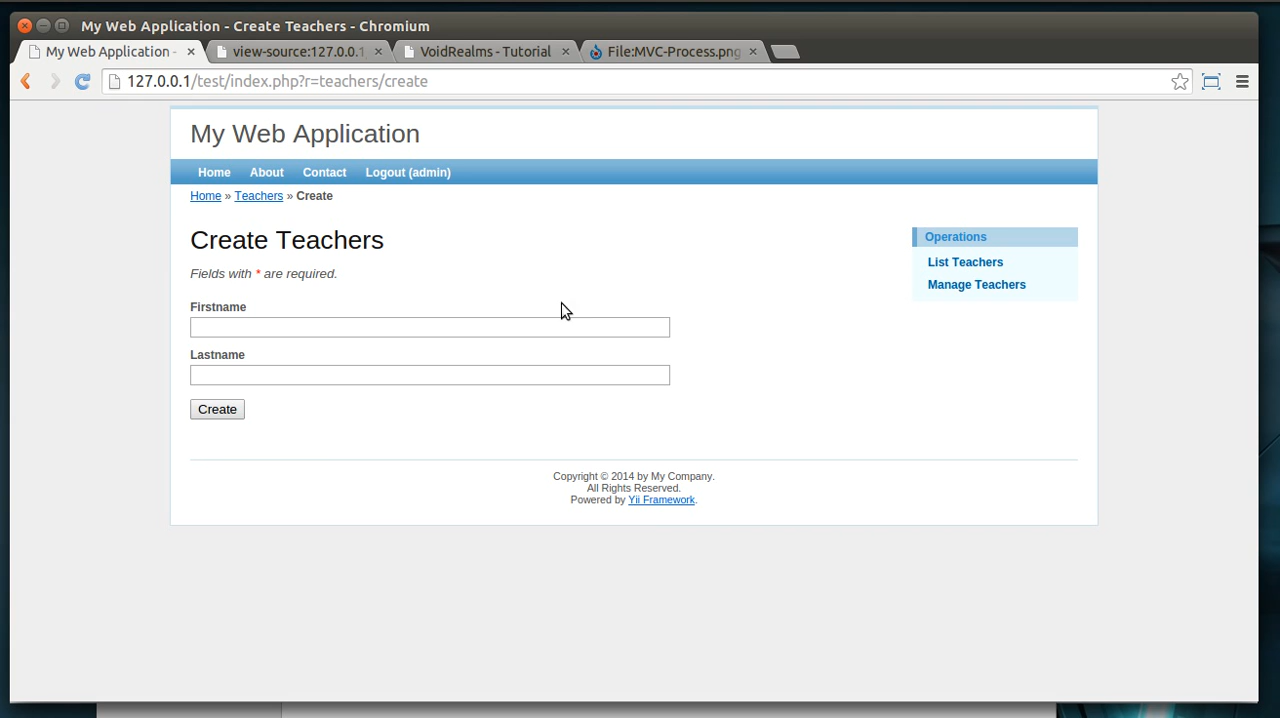 My Web Application - Create Teachers - Chromium
My Web Application -
view-source:127.0.0.1
VoidRealms - Tutorial
File:MVC-Process.png
127.0.0.1/test/index.php?r=teachers/create
My Web Application
Home About Contact Logout (admin)
Home » Teachers » Create
Create Teachers
Fields with * are required.
Firstname
Lastname
Create
Operations
List Teachers
Manage Teachers
Copyright © 2014 by My Company.
All Rights Reserved.
Powered by Yii Framework.